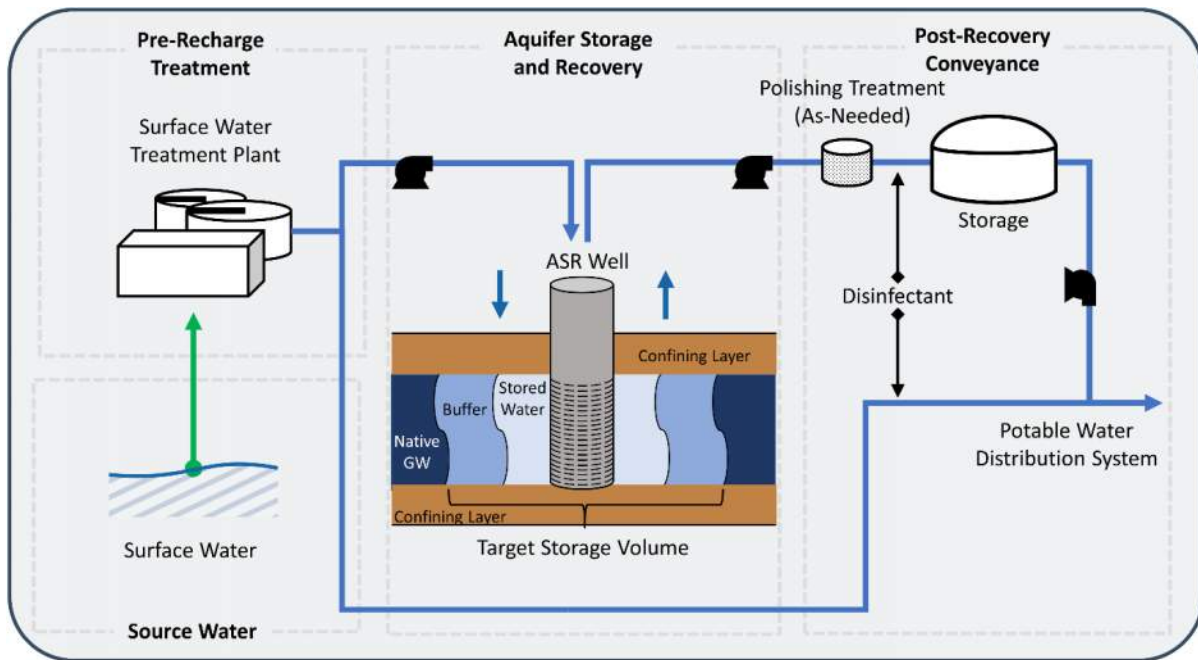 Pre-Recharge
Treatment
Surface Water
Treatment Plant
Surface Water
Source Water
Aquifer Storage
and Recovery
ASR Well
Confining Layer
Stored
Water
Buffer
Native
GW
Confining Layer
Target Storage Volume
Post-Recovery
Conveyance
Polishing Treatment
(As-Needed)
Storage
Disinfectant
Potable Water
Distribution System